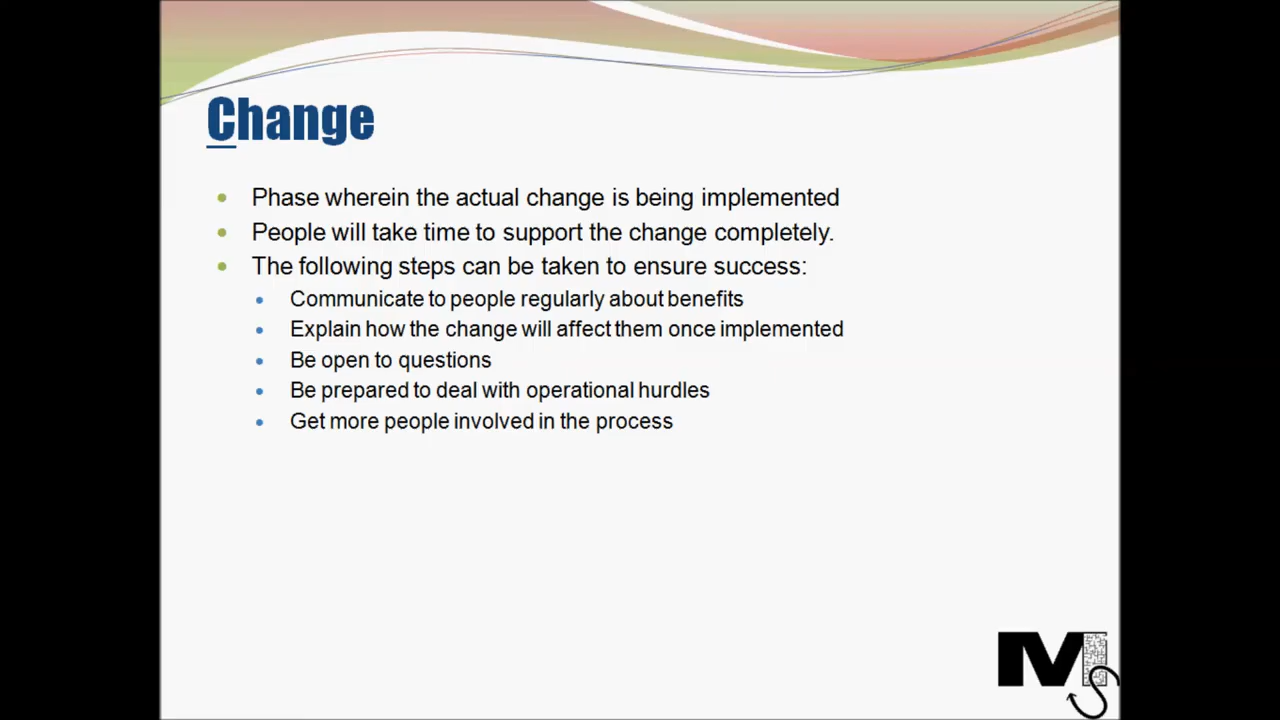 Change
Phase wherein the actual change is being implemented
People will take time to support the change completely.
The following steps can be taken to ensure success:
Communicate to people regularly about benefits
Explain how the change will affect them once implemented
Be open to questions
Be prepared to deal with operational hurdles
Get more people involved in the process